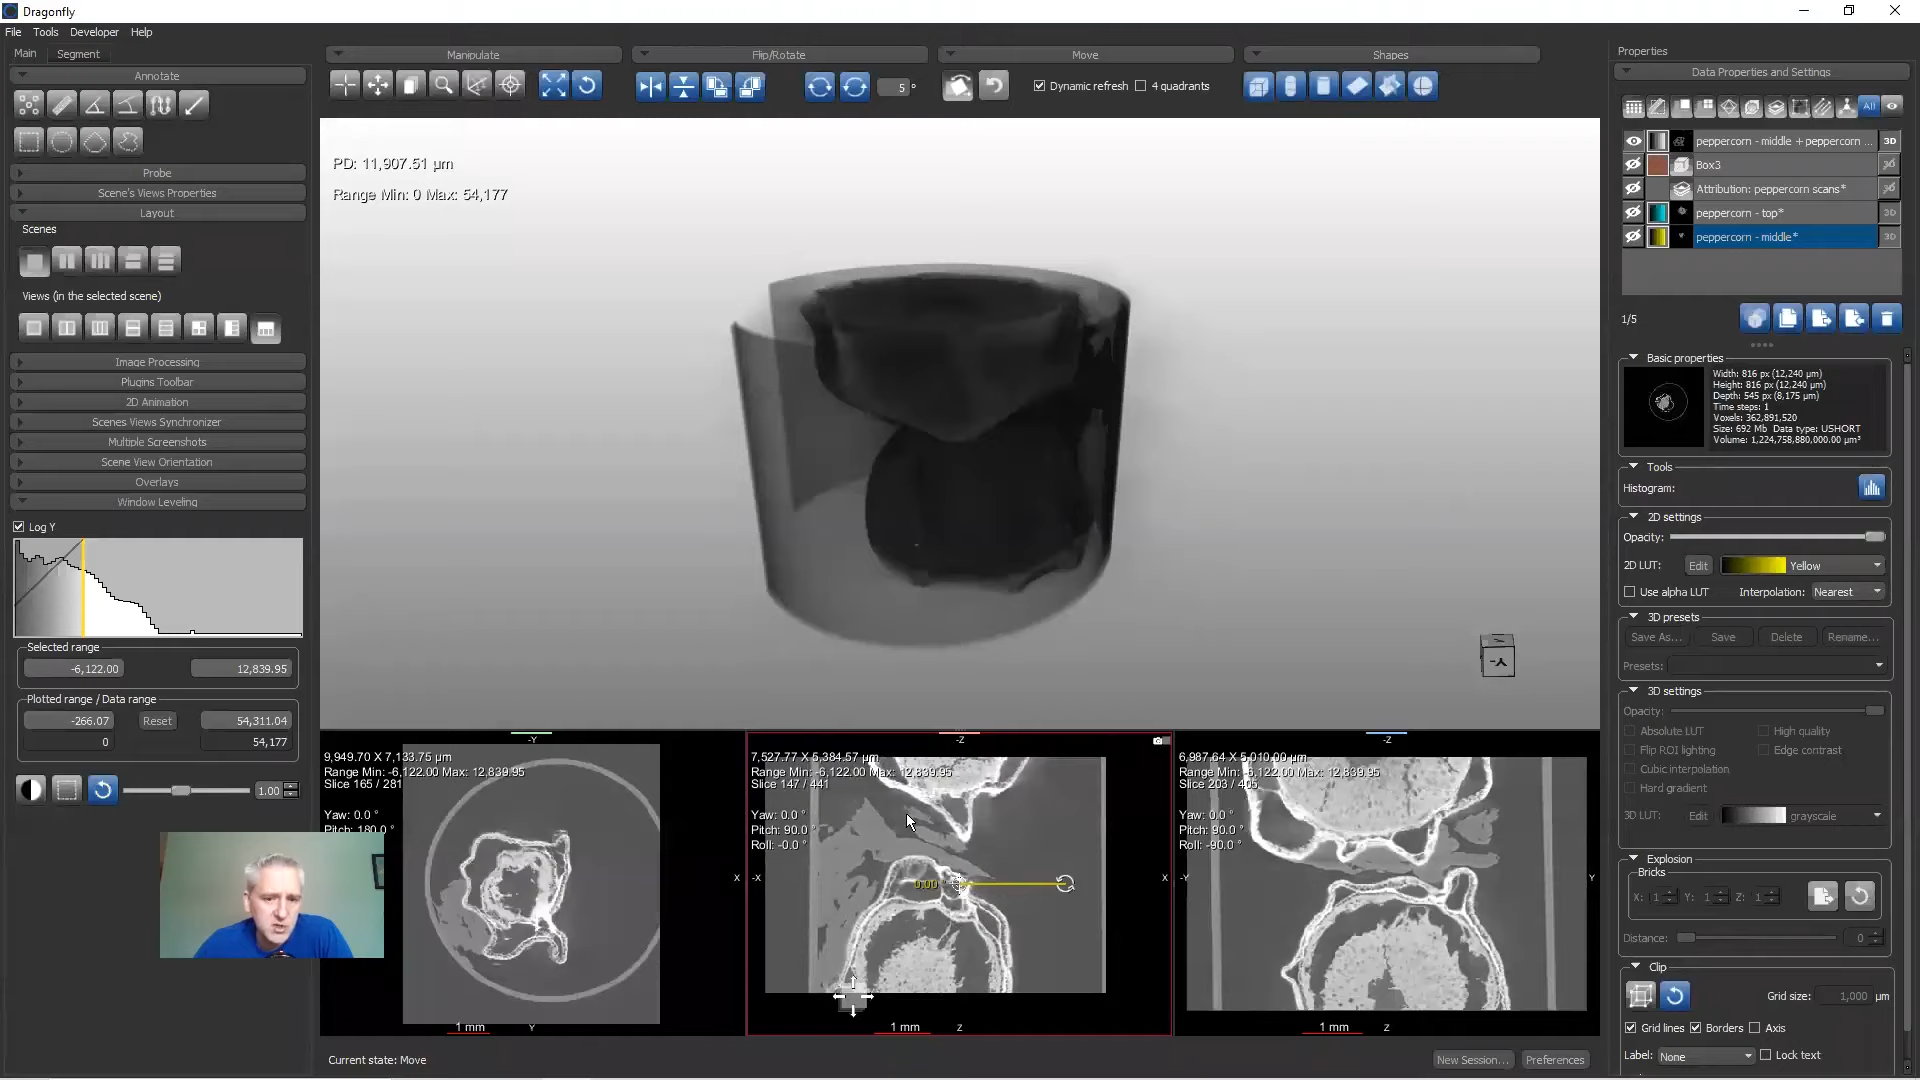 Dragonfly
File Tools Developer Help
Main Segment
Annotate
Probe
Scene's Views Properties
Layout
Scenes
Views (in the selected scene)
Image Processing
Plugins Toolbar
2D Animation
Scenes Views Synchronizer
Multiple Screenshots
Scene View Orientation
Overlays
Window Leveling
Log Y
Selected range
-6,122.00 12,839.95
Plotted range / Data range
-266.07 Reset 54,311.04
0 54,177
1.00
Manipulate Flip/Rotate Move Shapes
5 °
Dynamic refresh 4 quadrants
PD: 11,907.51 µm
Range Min: 0 Max: 54,177
-Y
-Y
9,949.70 X 7,133.75 µm
Range Min: -6,122.00 Max: 12,839.95
Slice 165 / 281
Yaw: 0.0 °
Pitch: 180.0 °
X
1 mm Y
-Z
7,527.77 X 5,384.57 µm
Range Min: -6,122.00 Max: 12,839.95
Slice 147 / 441
Yaw: 0.0 °
Pitch: 90.0 °
Roll: -0.0 °
-X X
0.00
1 mm Z
-Z
6,987.64 X 5,010.00 µm
Range Min: -6,122.00 Max: 12,839.95
Slice 203 / 405
Yaw: 0.0 °
Pitch: 90.0 °
Roll: -90.0 °
-Y Y
1 mm Z
Current state: Move
New Session... Preferences
Properties
Data Properties and Settings
All
peppercorn - middle + peppercorn ... 3D
Box3
Attribution: peppercorn scans*
peppercorn - top* 3D
peppercorn - middle* 3D
1/5
Basic properties
Width: 816 px (12,240 µm)
Height: 816 px (12,240 µm)
Depth: 545 px (8,175 µm)
Time steps: 1
Voxels: 362,891,520
Size: 692 Mb Data type: USHORT
Volume: 1,224,758,880,000.00 µm³
Tools
Histogram:
2D settings
Opacity:
2D LUT: Edit Yellow
Use alpha LUT Interpolation: Nearest
3D presets
Save As... Save Delete Rename...
Presets:
3D settings
Opacity:
Absolute LUT High quality
Flip ROI lighting Edge contrast
Cubic interpolation
Hard gradient
3D LUT: Edit grayscale
Explosion
Bricks
X: 1 Y: 1 Z: 1
Distance: 0
Clip
Grid size: 1,000 µm
Grid lines Borders Axis
Label: None Lock text